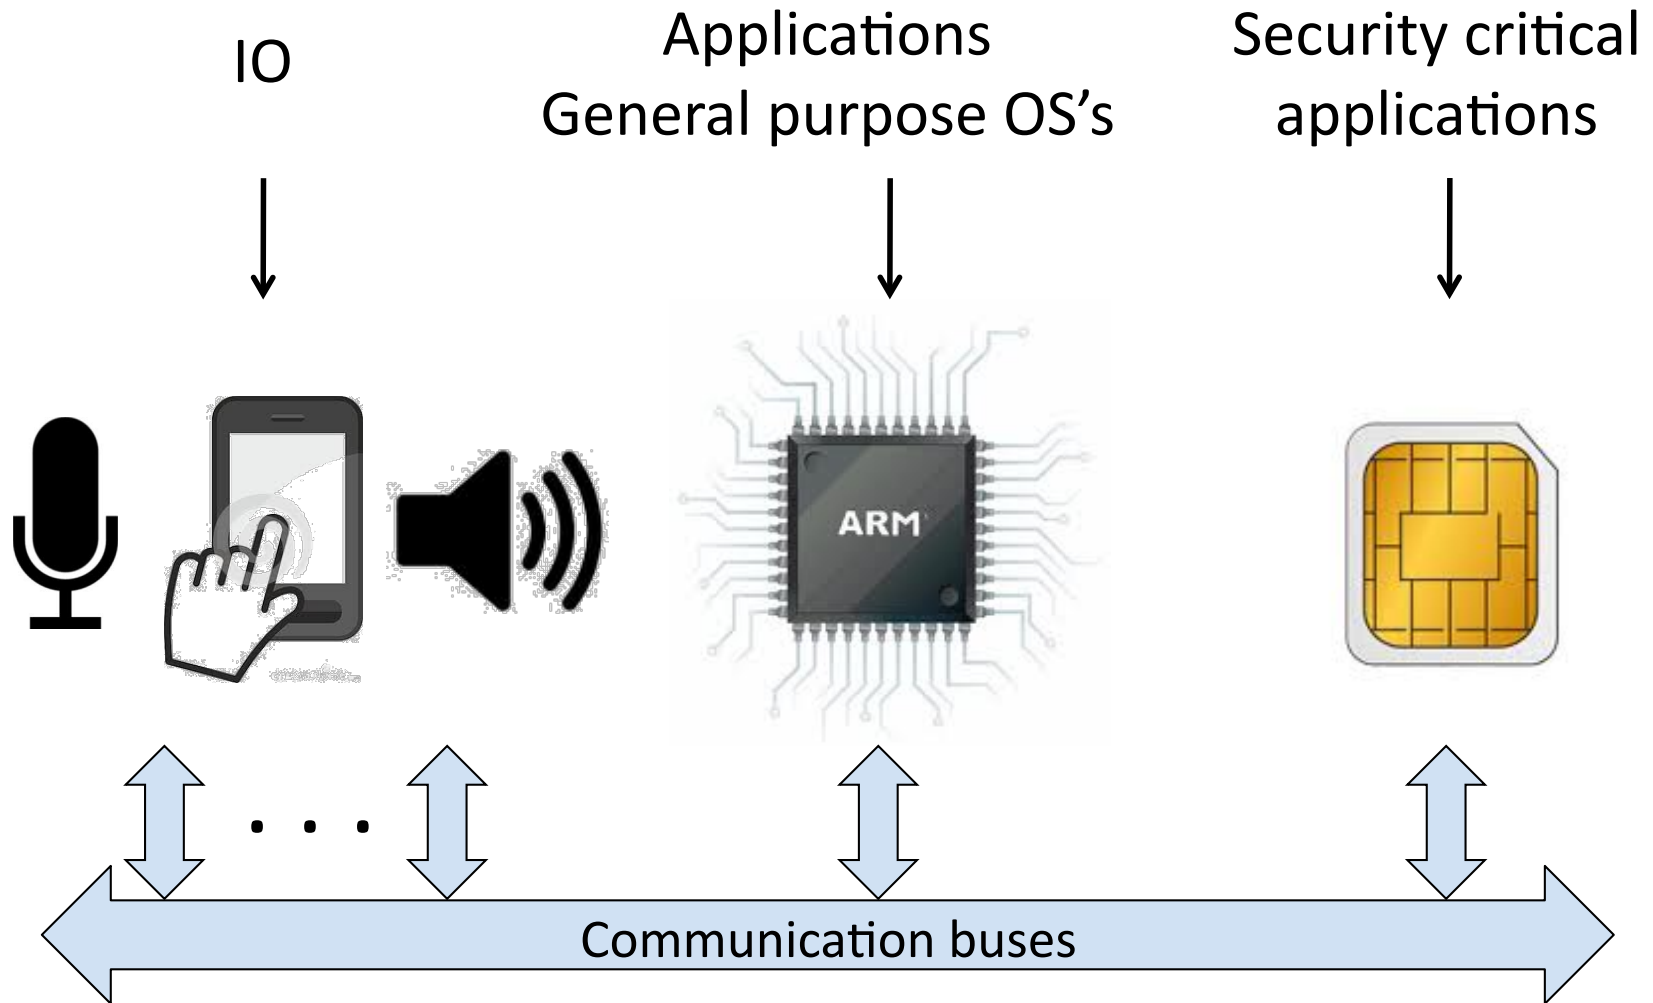 IO
Applications
General purpose OS’s
Security critical
applications
ARM
. . .
Communication buses